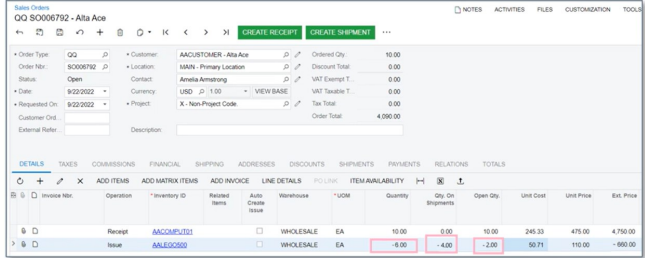 Sales Orders
QQ SO006792 - Alta Ace
NOTES ACTIVITIES FILES CUSTOMIZATION TOOLS
CREATE RECEIPT CREATE SHIPMENT ...
* Order Type: QQ * Customer: AACUSTOMER - Alta Ace Ordered Qty: 10.00
Order Nbr.: SO006792 * Location: MAIN - Primary Location Discount Total: 0.00
Status: Open Contact: Amelia Armstrong VAT Exempt T... 0.00
* Date: 9/22/2022 Currency: USD 1.00 VIEW BASE VAT Taxable T... 0.00
* Requested On: 9/22/2022 * Project: X - Non-Project Code. Tax Total: 0.00
Customer Ord... Order Total: 4,090.00
External Refer... Description:
DETAILS TAXES COMMISSIONS FINANCIAL SHIPPING ADDRESSES DISCOUNTS SHIPMENTS PAYMENTS RELATIONS TOTALS
ADD ITEMS ADD MATRIX ITEMS ADD INVOICE LINE DETAILS PO LINK ITEM AVAILABILITY
Invoice Nbr. Operation * Inventory ID Related Items Auto Create Issue Warehouse * UOM Quantity Qty. On Shipments Open Qty. Unit Cost Unit Price Ext. Price
Receipt AACOMPUT01 WHOLESALE EA 10.00 0.00 10.00 245.33 475.00 4,750.00
Issue AALEGO500 WHOLESALE EA - 6.00 - 4.00 - 2.00 50.71 110.00 - 660.00